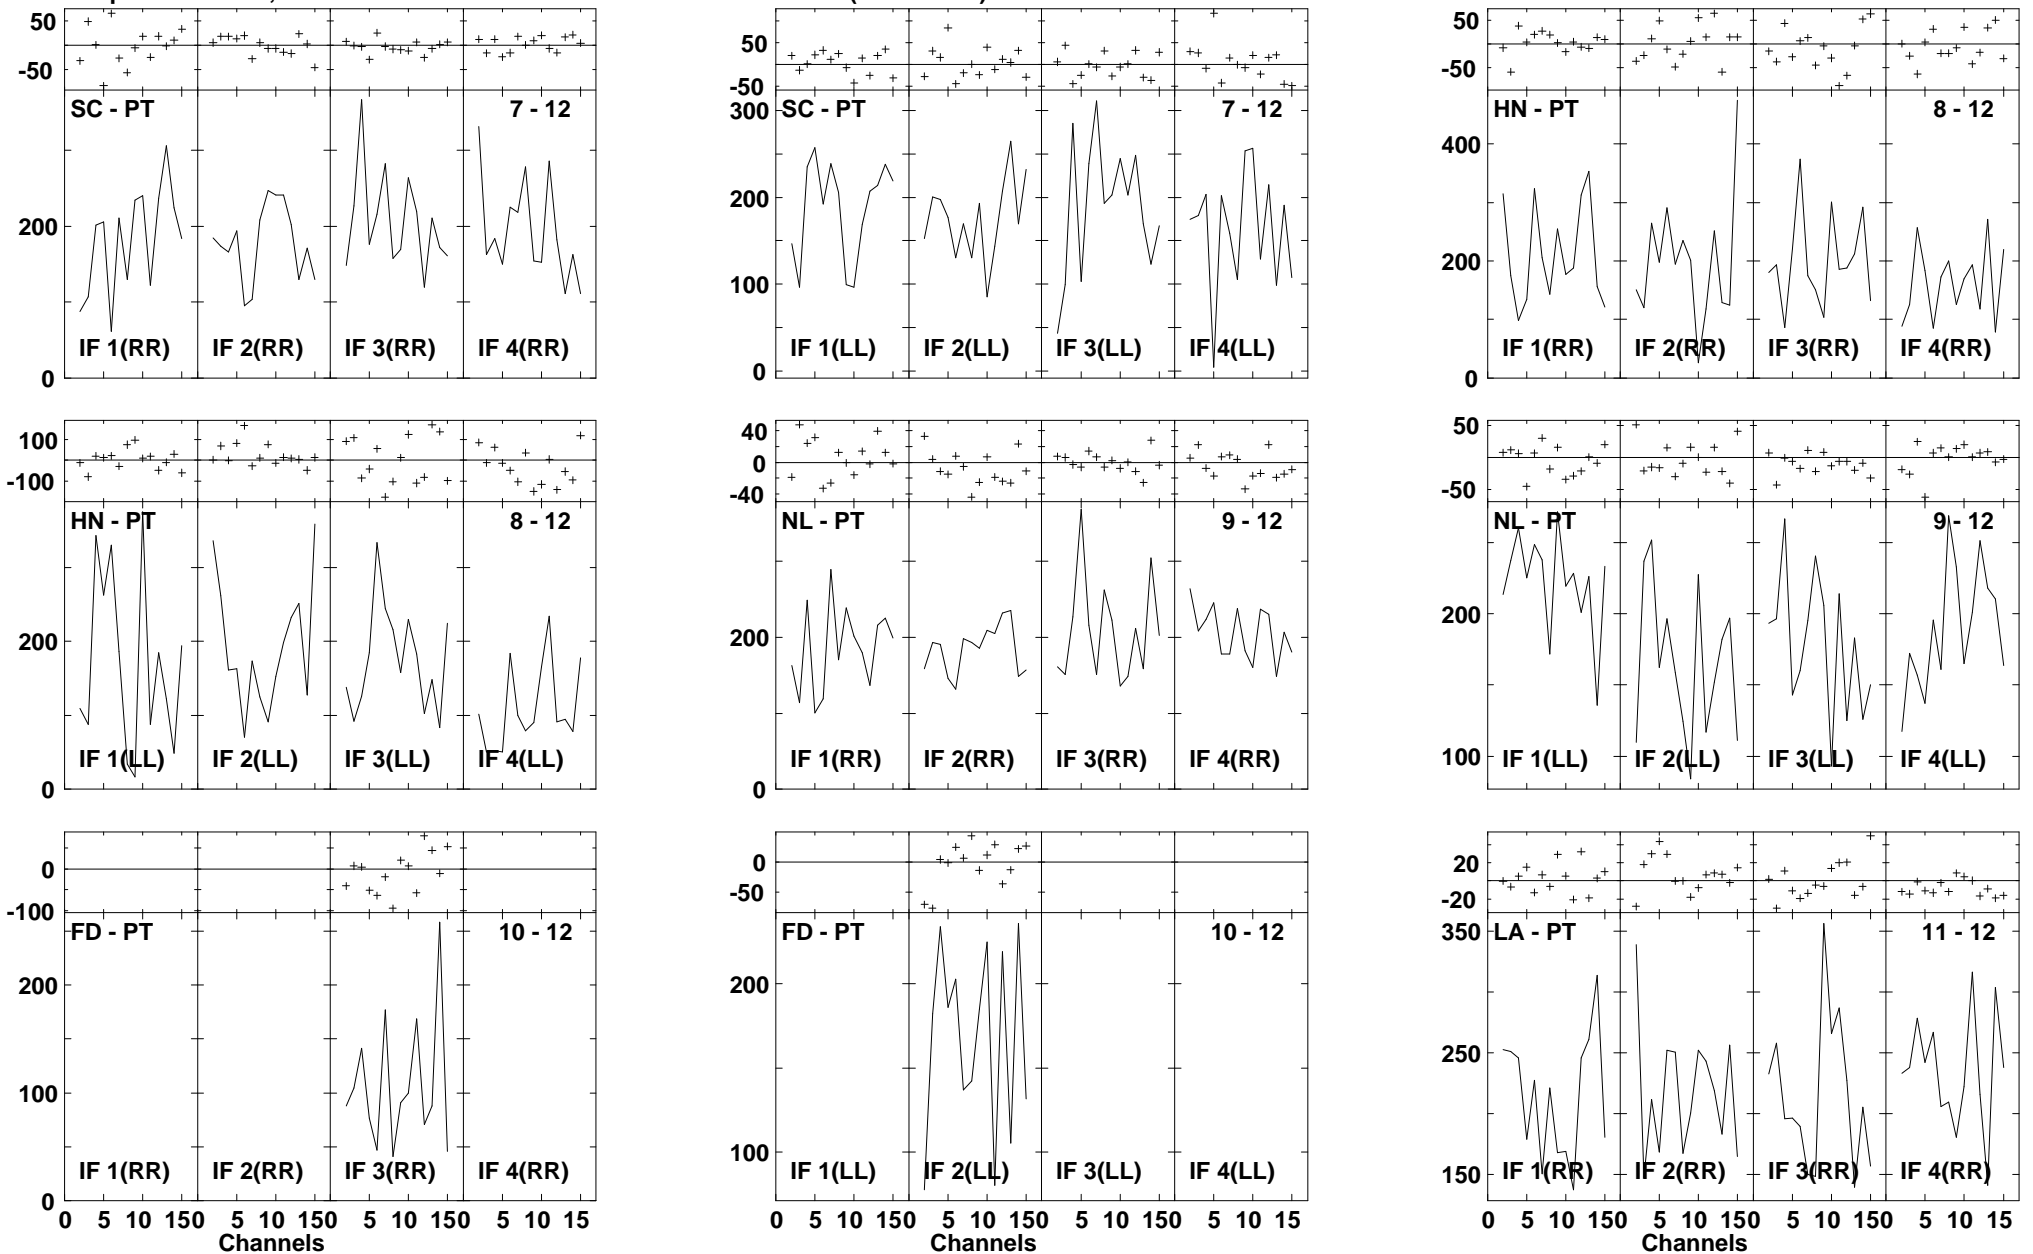 50
-50
SC - PT 7 - 12
200
0
IF 1(RR) IF 2(RR) IF 3(RR) IF 4(RR)
50
-50
SC - PT 7 - 12
300
200
100
0
IF 1(LL) IF 2(LL) IF 3(LL) IF 4(LL)
50
-50
HN - PT 8 - 12
400
200
0
IF 1(RR) IF 2(RR) IF 3(RR) IF 4(RR)
100
-100
HN - PT 8 - 12
200
0
IF 1(LL) IF 2(LL) IF 3(LL) IF 4(LL)
40
0
-40
NL - PT 9 - 12
200
0
IF 1(RR) IF 2(RR) IF 3(RR) IF 4(RR)
50
-50
NL - PT 9 - 12
200
100
IF 1(LL) IF 2(LL) IF 3(LL) IF 4(LL)
0
-100
FD - PT 10 - 12
200
100
0
IF 1(RR) IF 2(RR) IF 3(RR) IF 4(RR)
0 5 10 150 5 10 150 5 10 150 5 10 15
Channels
0
-50
FD - PT 10 - 12
200
100
IF 1(LL) IF 2(LL) IF 3(LL) IF 4(LL)
0 5 10 150 5 10 150 5 10 150 5 10 15
Channels
20
-20
LA - PT 11 - 12
350
250
150
IF 1(RR) IF 2(RR) IF 3(RR) IF 4(RR)
0 5 10 150 5 10 150 5 10 150 5 10 15
Channels